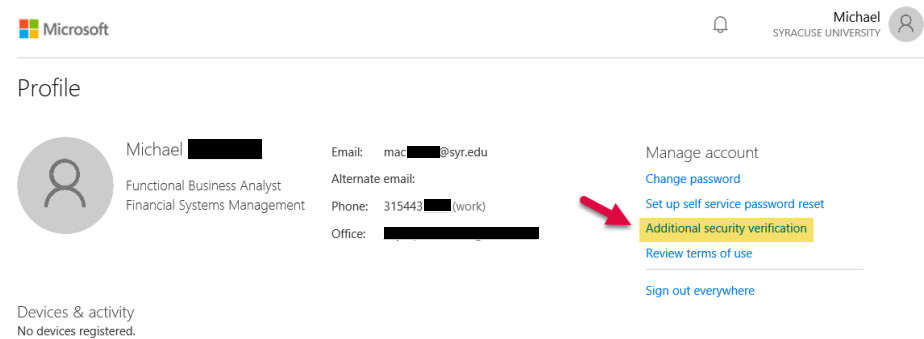 Microsoft
Michael
SYRACUSE UNIVERSITY
Profile
Michael
Functional Business Analyst
Financial Systems Management
Email: mac @syr.edu
Alternate email:
Phone: 315443 (work)
Office:
Manage account
Change password
Set up self service password reset
Additional security verification
Review terms of use
Sign out everywhere
Devices & activity
No devices registered.